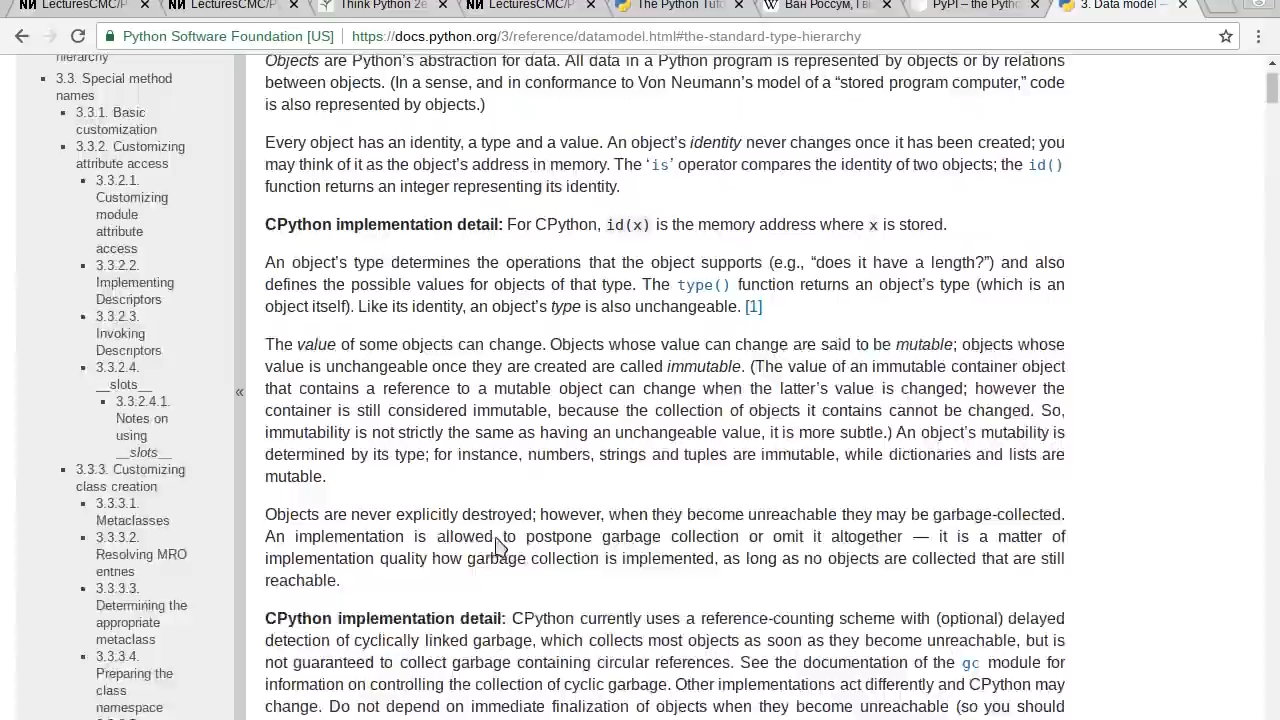 LecturesCMC/P
LecturesCMC/P
Think Python 2e
LecturesCMC/P
The Python Tuto
Ван Россум, Гви
PyPI – the Pytho
3. Data model —
Python Software Foundation [US]
https://docs.python.org/3/reference/datamodel.html#the-standard-type-hierarchy
hierarchy
3.3. Special method
names
3.3.1. Basic
customization
3.3.2. Customizing
attribute access
3.3.2.1.
Customizing
module
attribute
access
3.3.2.2.
Implementing
Descriptors
3.3.2.3.
Invoking
Descriptors
3.3.2.4.
__slots__
3.3.2.4.1.
Notes on
using
__slots__
3.3.3. Customizing
class creation
3.3.3.1.
Metaclasses
3.3.3.2.
Resolving MRO
entries
3.3.3.3.
Determining the
appropriate
metaclass
3.3.3.4.
Preparing the
class
namespace
«
Objects are Python’s abstraction for data. All data in a Python program is represented by objects or by relations
between objects. (In a sense, and in conformance to Von Neumann’s model of a “stored program computer,” code
is also represented by objects.)
Every object has an identity, a type and a value. An object’s identity never changes once it has been created; you
may think of it as the object’s address in memory. The ‘is’ operator compares the identity of two objects; the id()
function returns an integer representing its identity.
CPython implementation detail: For CPython, id(x) is the memory address where x is stored.
An object’s type determines the operations that the object supports (e.g., “does it have a length?”) and also
defines the possible values for objects of that type. The type() function returns an object’s type (which is an
object itself). Like its identity, an object’s type is also unchangeable. [1]
The value of some objects can change. Objects whose value can change are said to be mutable; objects whose
value is unchangeable once they are created are called immutable. (The value of an immutable container object
that contains a reference to a mutable object can change when the latter’s value is changed; however the
container is still considered immutable, because the collection of objects it contains cannot be changed. So,
immutability is not strictly the same as having an unchangeable value, it is more subtle.) An object’s mutability is
determined by its type; for instance, numbers, strings and tuples are immutable, while dictionaries and lists are
mutable.
Objects are never explicitly destroyed; however, when they become unreachable they may be garbage-collected.
An implementation is allowed to postpone garbage collection or omit it altogether — it is a matter of
implementation quality how garbage collection is implemented, as long as no objects are collected that are still
reachable.
CPython implementation detail: CPython currently uses a reference-counting scheme with (optional) delayed
detection of cyclically linked garbage, which collects most objects as soon as they become unreachable, but is
not guaranteed to collect garbage containing circular references. See the documentation of the gc module for
information on controlling the collection of cyclic garbage. Other implementations act differently and CPython may
change. Do not depend on immediate finalization of objects when they become unreachable (so you should